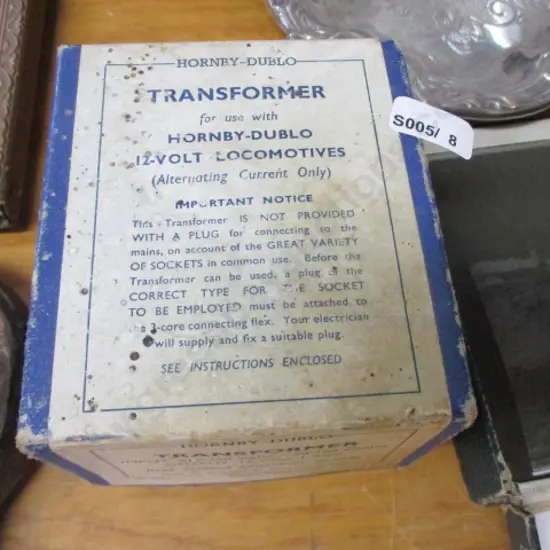 HORNBY-DUBLO
TRANSFORMER
for use with
HORNBY-DUBLO
12-VOLT LOCOMOTIVES
(Alternating Current Only)
IMPORTANT NOTICE
This Transformer IS NOT PROVIDED
WITH A PLUG for connecting to the
mains, on account of the GREAT VARIETY
OF SOCKETS in common use. Before the
Transformer can be used, a plug of the
CORRECT TYPE FOR THE SOCKET
TO BE EMPLOYED must be attached to
the 3-core connecting flex. Your electrician
will supply and fix a suitable plug.
SEE INSTRUCTIONS ENCLOSED
S005/ 8
HORNBY-DUBLO
TRANSFORMER